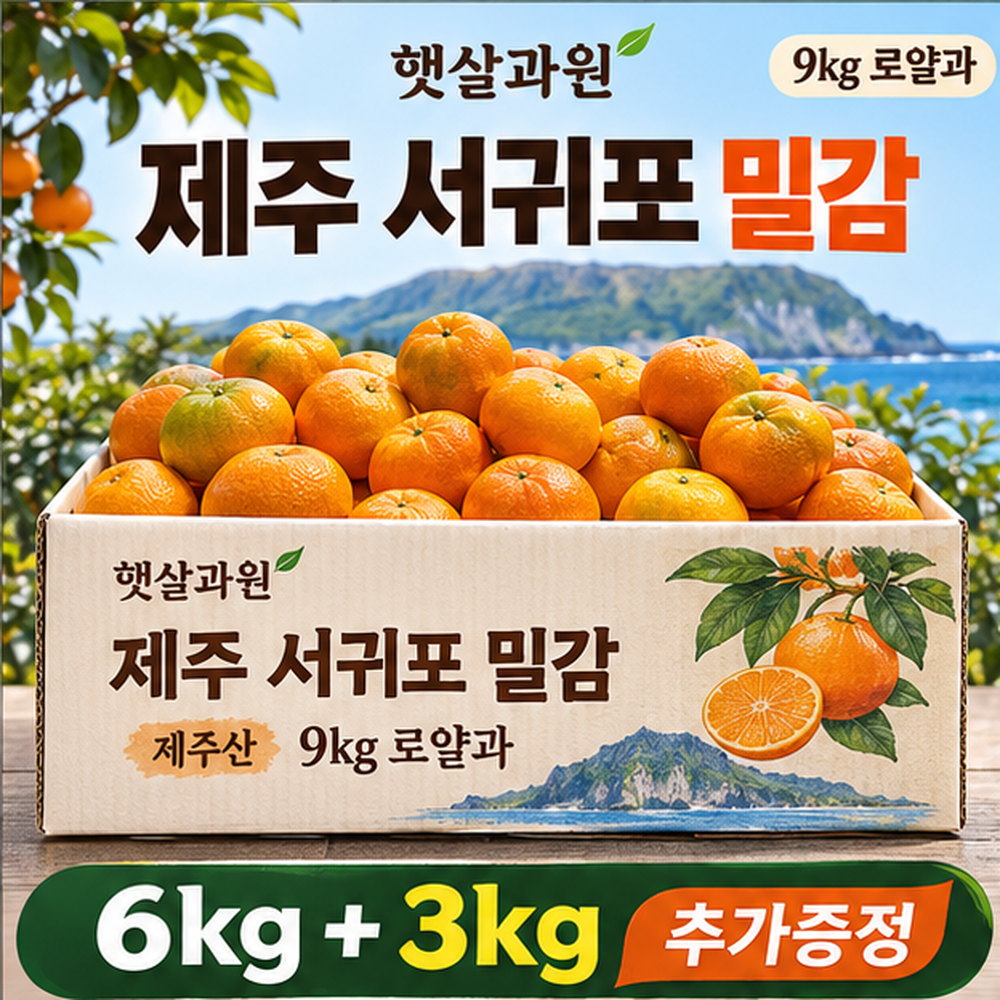 햇살과원
9kg 로얄과
제주 서귀포 밀감
햇살과원
제주 서귀포 밀감
제주산 9kg 로얄과
6kg + 3kg 추가증정